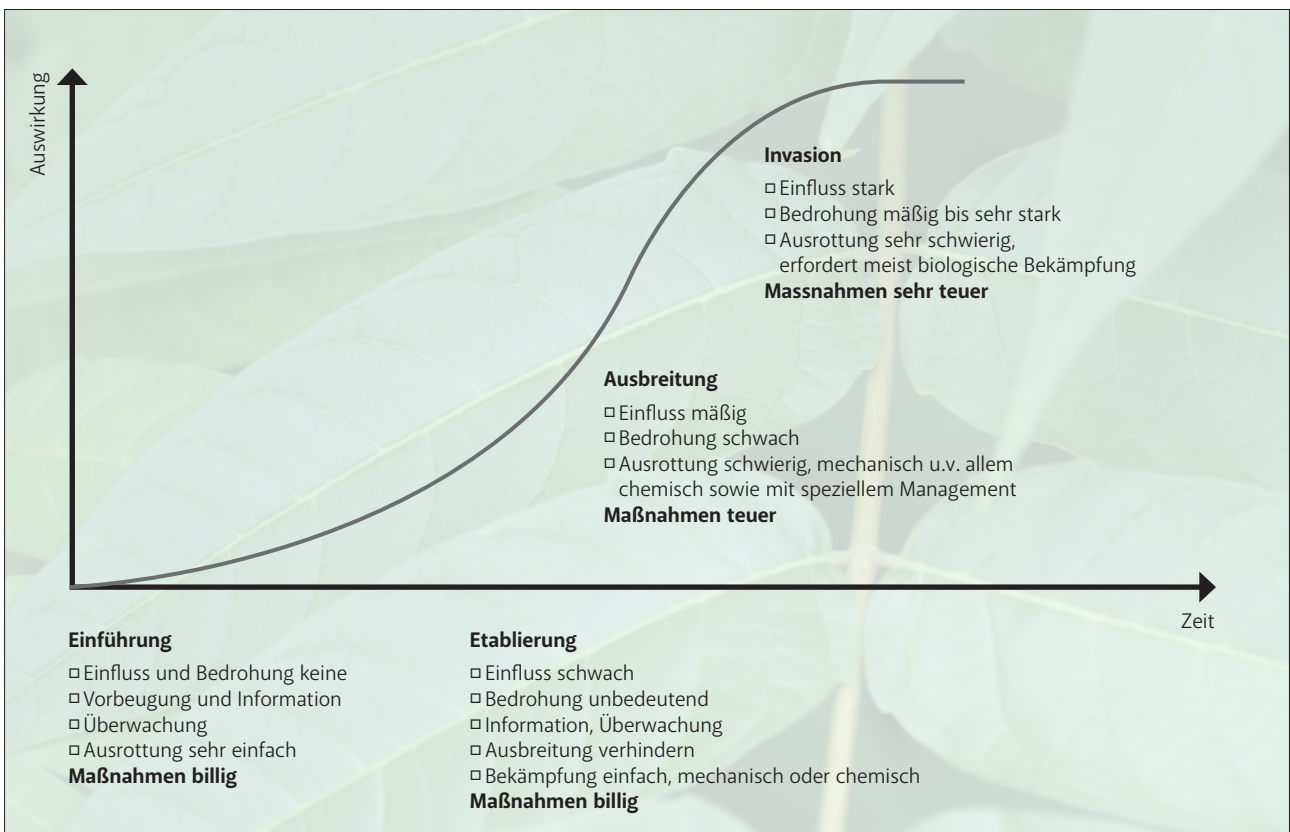 Auswirkung
Invasion
□ Einfluss stark
□ Bedrohung mäßig bis sehr stark
□ Ausrottung sehr schwierig,
erfordert meist biologische Bekämpfung
Massnahmen sehr teuer
Ausbreitung
□ Einfluss mäßig
□ Bedrohung schwach
□ Ausrottung schwierig, mechanisch u.v. allem
chemisch sowie mit speziellem Management
Maßnahmen teuer
Zeit
Einführung
□ Einfluss und Bedrohung keine
□ Vorbeugung und Information
□ Überwachung
□ Ausrottung sehr einfach
Maßnahmen billig
Etablierung
□ Einfluss schwach
□ Bedrohung unbedeutend
□ Information, Überwachung
□ Ausbreitung verhindern
□ Bekämpfung einfach, mechanisch oder chemisch
Maßnahmen billig